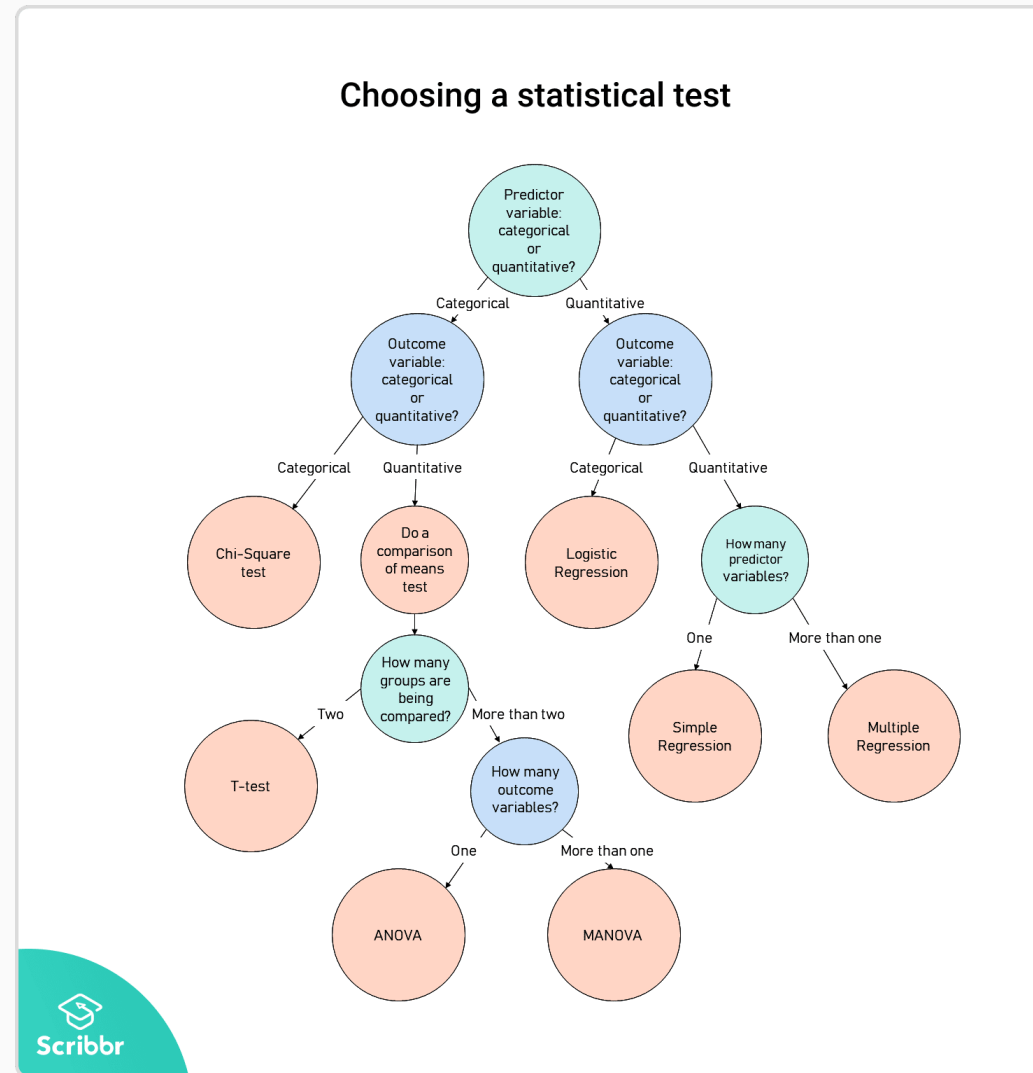 Choosing a statistical test
Predictor
variable:
categorical
or
quantitative?
Categorical
Quantitative
Outcome
variable:
categorical
or
quantitative?
Outcome
variable:
categorical
or
quantitative?
Categorical
Quantitative
Categorical
Quantitative
Chi-Square
test
Do a
comparison
of means
test
Logistic
Regression
How many
predictor
variables?
One
More than one
How many
groups are
being
compared?
Two
More than two
Simple
Regression
Multiple
Regression
T-test
How many
outcome
variables?
One
More than one
ANOVA
MANOVA
Scribbr